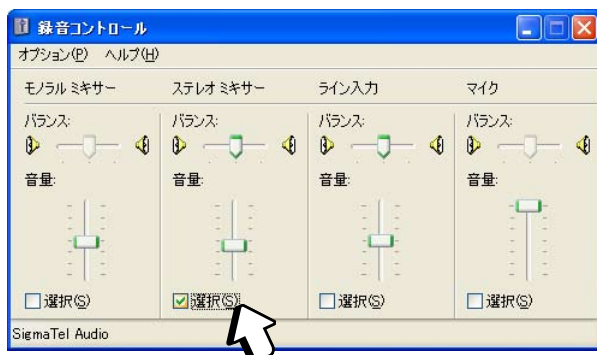 録音コントロール
オプション(P) ヘルプ(H)
モノラル ミキサー ステレオ ミキサー ライン入力 マイク
バランス: バランス: バランス: バランス:
音量: 音量: 音量: 音量:
選択(S) 選択(S) 選択(S) 選択(S)
SigmaTel Audio